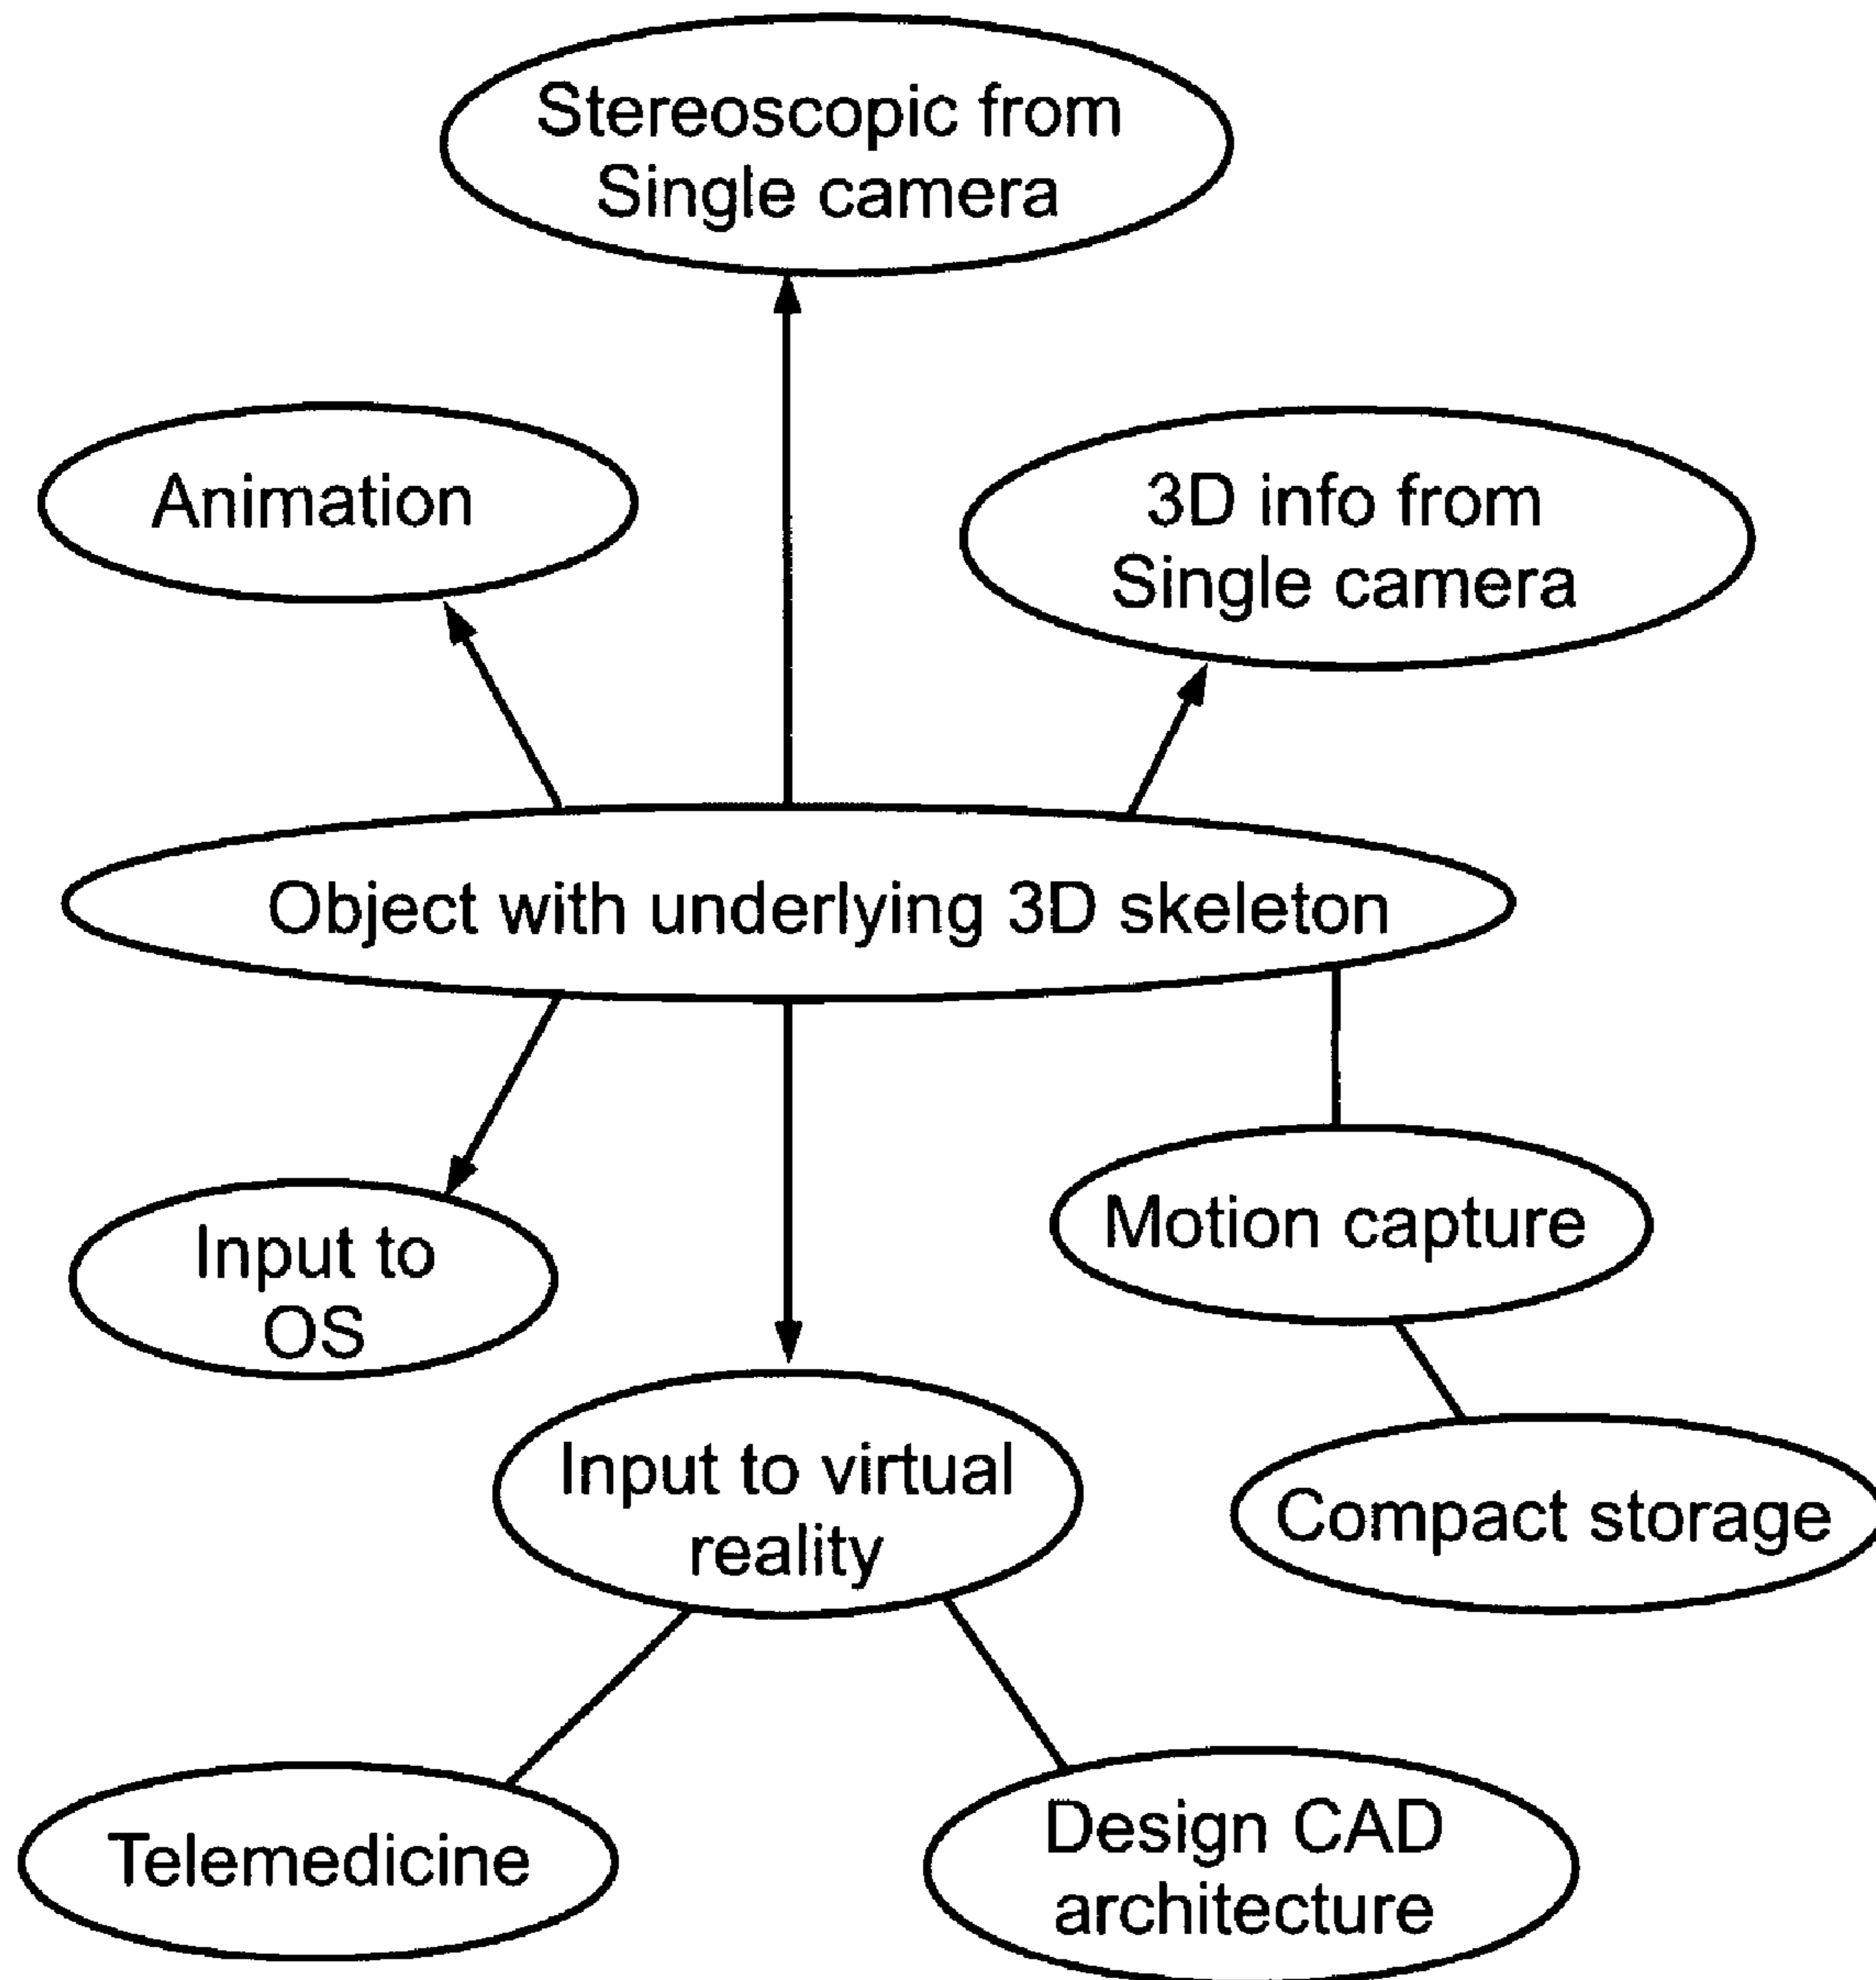 Stereoscopic from
Single camera
Animation
3D info from
Single camera
Object with underlying 3D skeleton
Input to
OS
Motion capture
Input to virtual
reality
Compact storage
Telemedicine
Design CAD
architecture